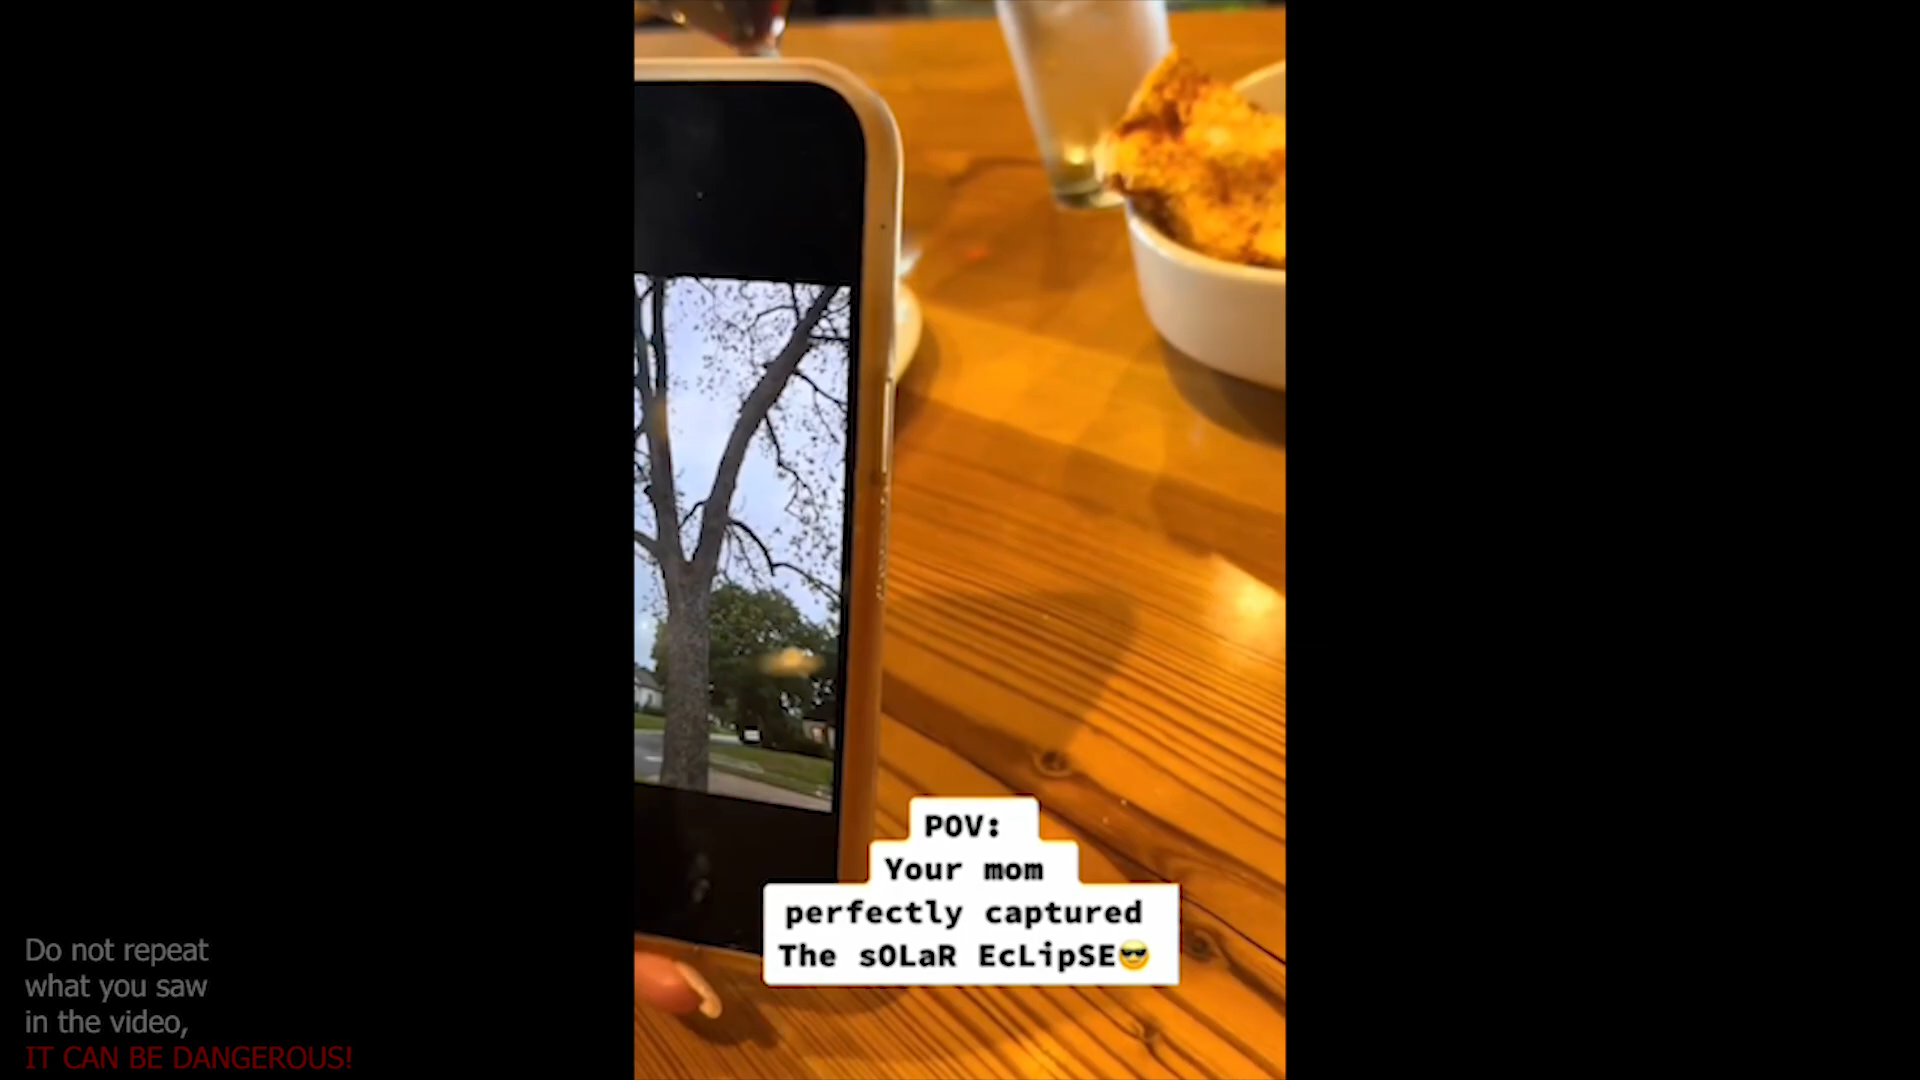 POV:
Your mom
perfectly captured
The sOLaR EcLipSE😎
Do not repeat
what you saw
in the video,
IT CAN BE DANGEROUS!